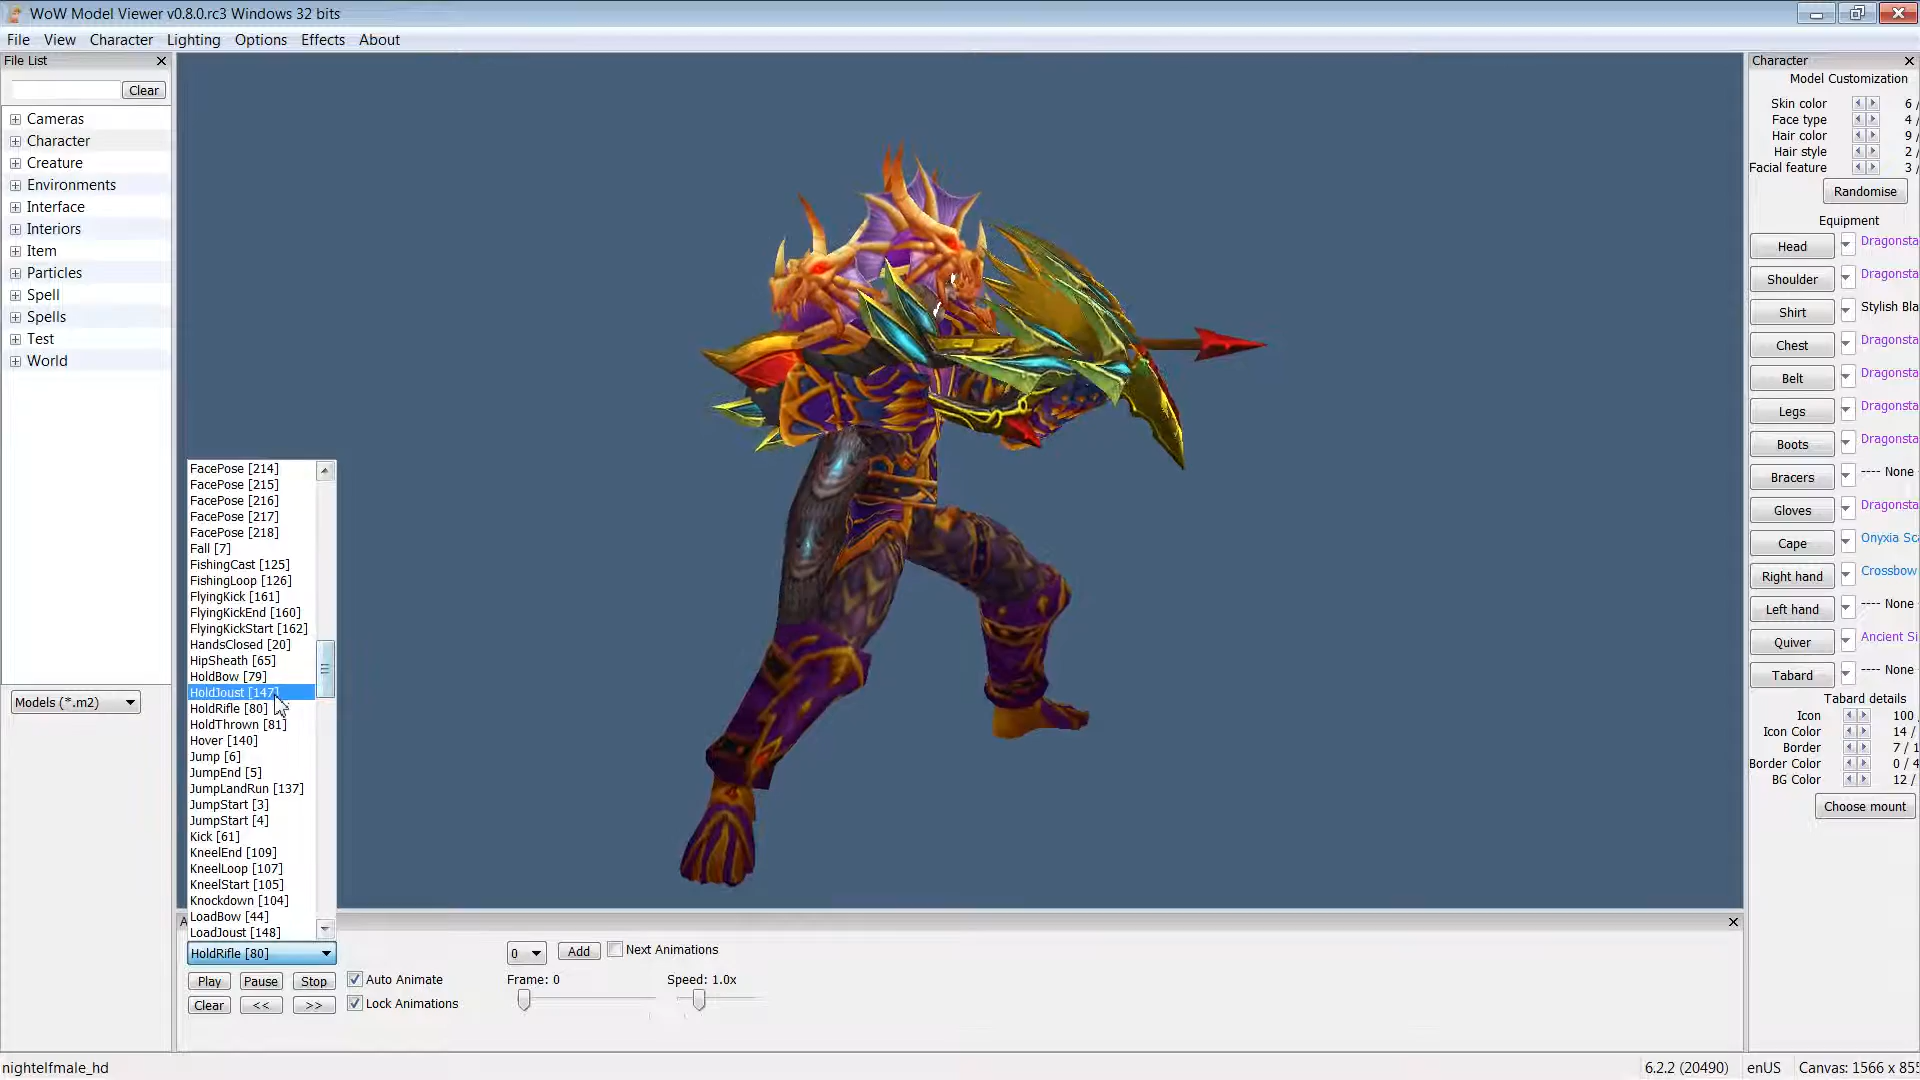 WoW Model Viewer v0.8.0.rc3 Windows 32 bits
File View Character Lighting Options Effects About
File List
Clear
Cameras
Character
Creature
Environments
Interface
Interiors
Item
Particles
Spell
Spells
Test
World
Models (*.m2)
FacePose [214]
FacePose [215]
FacePose [216]
FacePose [217]
FacePose [218]
Fall [7]
FishingCast [125]
FishingLoop [126]
FlyingKick [161]
FlyingKickEnd [160]
FlyingKickStart [162]
HandsClosed [20]
HipSheath [65]
HoldBow [79]
HoldJoust [147]
HoldRifle [80]
HoldThrown [81]
Hover [140]
Jump [6]
JumpEnd [5]
JumpLandRun [137]
JumpStart [3]
JumpStart [4]
Kick [61]
KneelEnd [109]
KneelLoop [107]
KneelStart [105]
Knockdown [104]
LoadBow [44]
LoadJoust [148]
HoldRifle [80]
0 Add Next Animations
Play Pause Stop Auto Animate Frame: 0 Speed: 1.0x
Clear << >> Lock Animations
Character
Model Customization
Skin color 6 /
Face type 4 /
Hair color 9 /
Hair style 2 /
Facial feature 3 /
Randomise
Equipment
Head Dragonsta
Shoulder Dragonsta
Shirt Stylish Bla
Chest Dragonsta
Belt Dragonsta
Legs Dragonsta
Boots Dragonsta
Bracers ---- None
Gloves Dragonsta
Cape Onyxia Sc
Right hand Crossbow
Left hand ---- None
Quiver Ancient Si
Tabard ---- None
Tabard details
Icon 100
Icon Color 14 /
Border 7 / 1
Border Color 0 / 4
BG Color 12 /
Choose mount
nightelfmale_hd 6.2.2 (20490) enUS Canvas: 1566 x 855